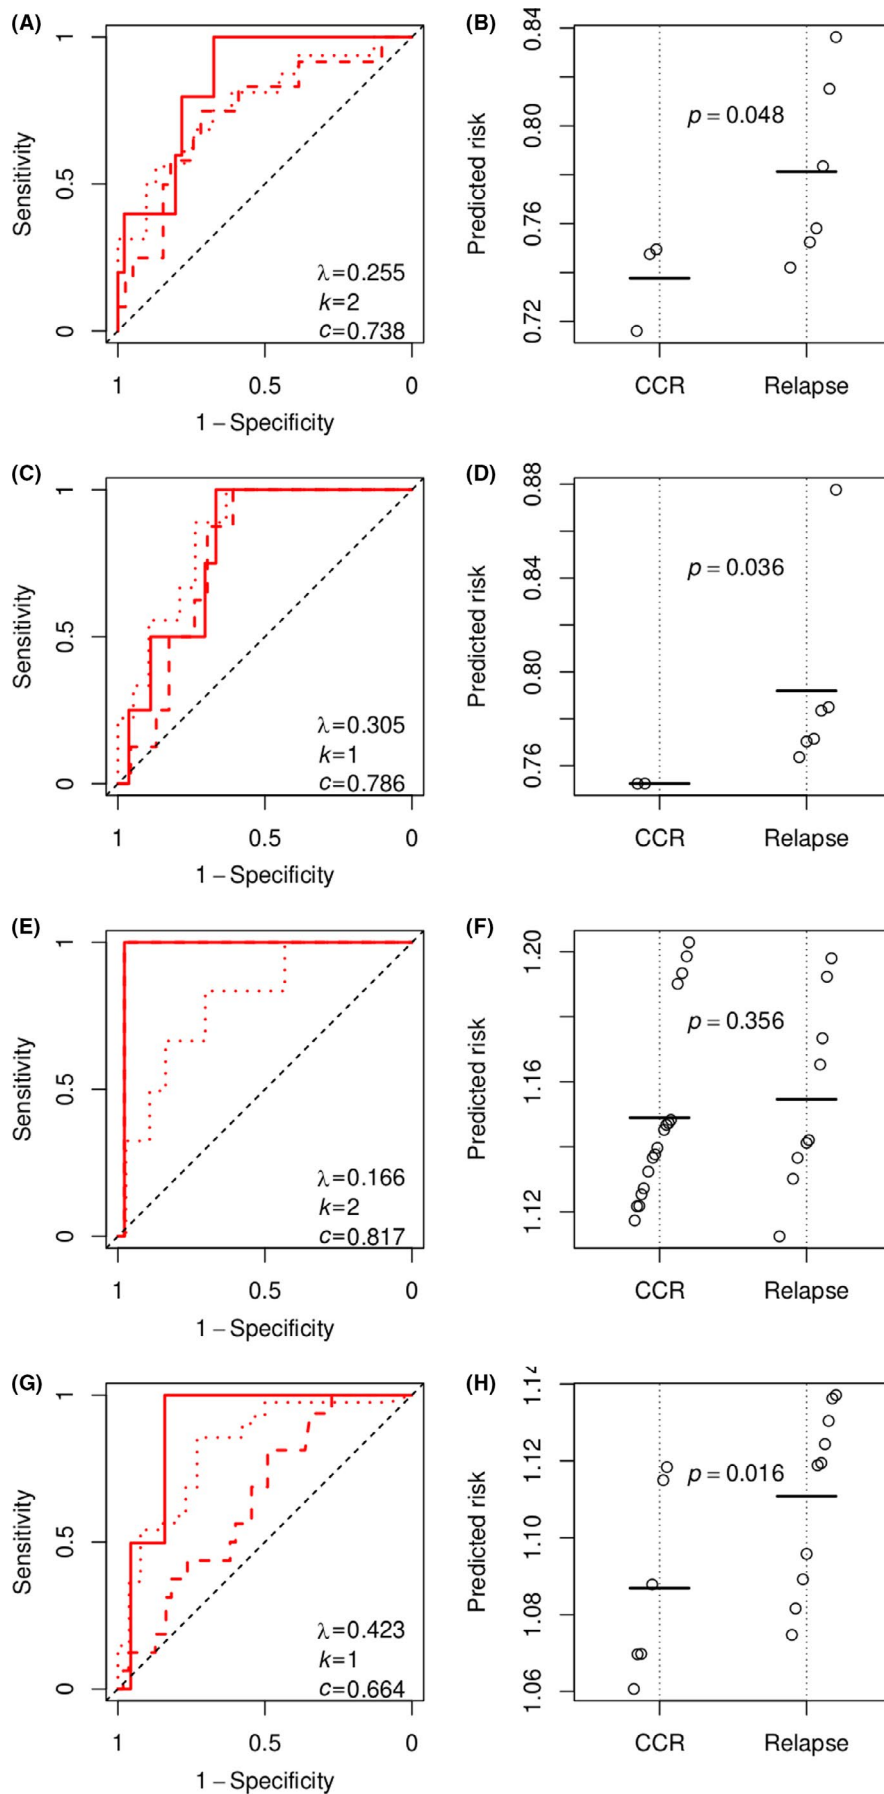 (A)
1
0.5
0
Sensitivity
λ=0.255
k=2
c=0.738
1 0.5 0
1 – Specificity
(B)
0.84
0.80
0.76
0.72
Predicted risk
p = 0.048
CCR Relapse
(C)
1
0.5
0
Sensitivity
λ=0.305
k=1
c=0.786
1 0.5 0
1 – Specificity
(D)
0.88
0.84
0.80
0.76
Predicted risk
p = 0.036
CCR Relapse
(E)
1
0.5
0
Sensitivity
λ=0.166
k=2
c=0.817
1 0.5 0
1 – Specificity
(F)
1.20
1.16
1.12
Predicted risk
p = 0.356
CCR Relapse
(G)
1
0.5
0
Sensitivity
λ=0.423
k=1
c=0.664
1 0.5 0
1 – Specificity
(H)
1.14
1.12
1.10
1.08
1.06
Predicted risk
p = 0.016
CCR Relapse